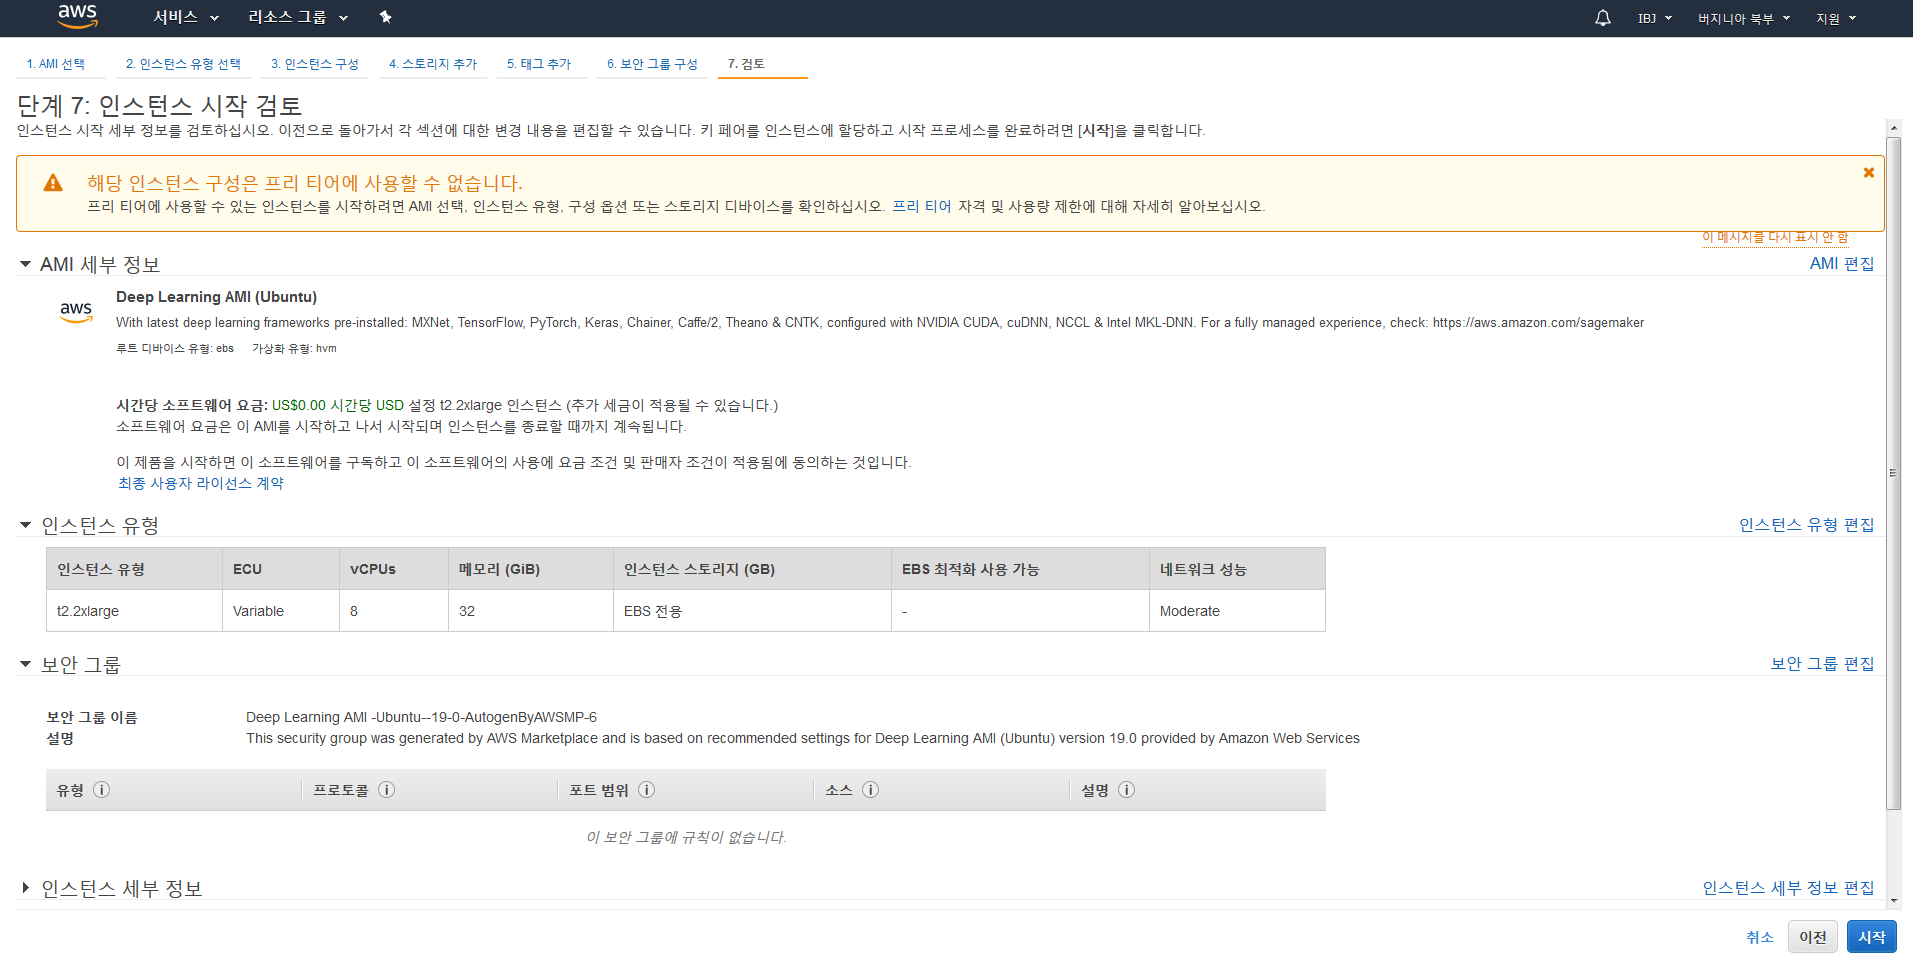 aws 서비스 리소스 그룹 IBJ 버지니아 북부 지원
1. AMI 선택 2. 인스턴스 유형 선택 3. 인스턴스 구성 4. 스토리지 추가 5. 태그 추가 6. 보안 그룹 구성 7. 검토
단계 7: 인스턴스 시작 검토
인스턴스 시작 세부 정보를 검토하십시오. 이전으로 돌아가서 각 섹션에 대한 변경 내용을 편집할 수 있습니다. 키 페어를 인스턴스에 할당하고 시작 프로세스를 완료하려면 [시작]을 클릭합니다.
해당 인스턴스 구성은 프리 티어에 사용할 수 없습니다.
프리 티어에 사용할 수 있는 인스턴스를 시작하려면 AMI 선택, 인스턴스 유형, 구성 옵션 또는 스토리지 디바이스를 확인하십시오. 프리 티어 자격 및 사용량 제한에 대해 자세히 알아보십시오.
이 메시지를 다시 표시 안 함
AMI 세부 정보 AMI 편집
aws Deep Learning AMI (Ubuntu)
With latest deep learning frameworks pre-installed: MXNet, TensorFlow, PyTorch, Keras, Chainer, Caffe/2, Theano & CNTK, configured with NVIDIA CUDA, cuDNN, NCCL & Intel MKL-DNN. For a fully managed experience, check: https://aws.amazon.com/sagemaker
루트 디바이스 유형: ebs 가상화 유형: hvm
시간당 소프트웨어 요금: US$0.00 시간당 USD 설정 t2.2xlarge 인스턴스 (추가 세금이 적용될 수 있습니다.)
소프트웨어 요금은 이 AMI를 시작하고 나서 시작되며 인스턴스를 종료할 때까지 계속됩니다.
이 제품을 시작하면 이 소프트웨어를 구독하고 이 소프트웨어의 사용에 요금 조건 및 판매자 조건이 적용됨에 동의하는 것입니다.
최종 사용자 라이선스 계약
인스턴스 유형 인스턴스 유형 편집
인스턴스 유형 ECU vCPUs 메모리 (GiB) 인스턴스 스토리지 (GB) EBS 최적화 사용 가능 네트워크 성능
t2.2xlarge Variable 8 32 EBS 전용 - Moderate
보안 그룹 보안 그룹 편집
보안 그룹 이름 Deep Learning AMI -Ubuntu--19-0-AutogenByAWSMP-6
설명 This security group was generated by AWS Marketplace and is based on recommended settings for Deep Learning AMI (Ubuntu) version 19.0 provided by Amazon Web Services
유형 프로토콜 포트 범위 소스 설명
이 보안 그룹에 규칙이 없습니다.
인스턴스 세부 정보 인스턴스 세부 정보 편집
취소 이전 시작